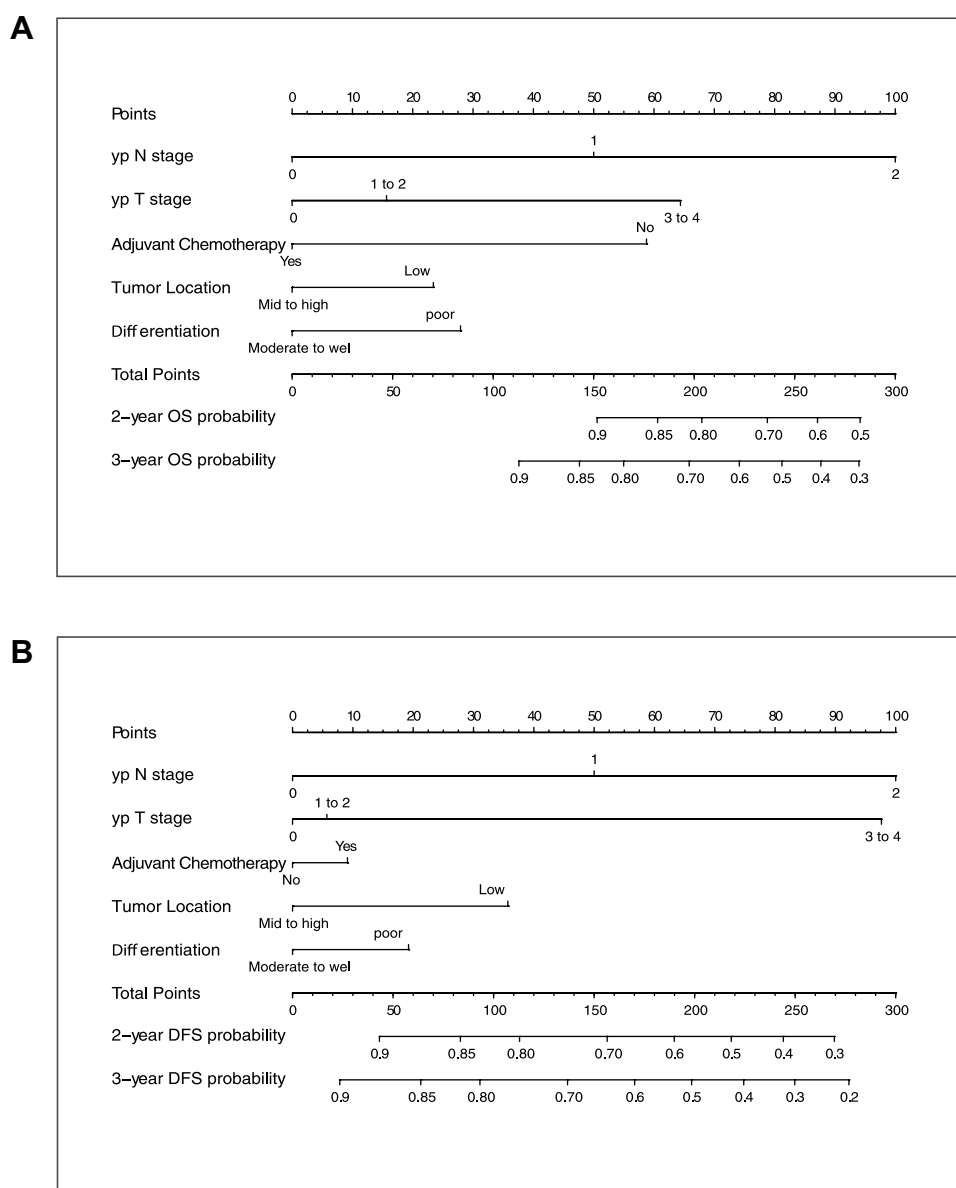 A
0 10 20 30 40 50 60 70 80 90 100
Points
1
yp N stage
0 2
1 to 2
yp T stage
0 3 to 4
No
Adjuvant Chemotherapy
Yes
Low
Tumor Location
Mid to high
poor
Differentiation
Moderate to wel
Total Points
0 50 100 150 200 250 300
2−year OS probability
0.9 0.85 0.80 0.70 0.6 0.5
3−year OS probability
0.9 0.85 0.80 0.70 0.6 0.5 0.4 0.3
B
0 10 20 30 40 50 60 70 80 90 100
Points
1
yp N stage
0 2
1 to 2
yp T stage
0 3 to 4
Yes
Adjuvant Chemotherapy
No
Low
Tumor Location
Mid to high
poor
Differentiation
Moderate to wel
Total Points
0 50 100 150 200 250 300
2−year DFS probability
0.9 0.85 0.80 0.70 0.6 0.5 0.4 0.3
3−year DFS probability
0.9 0.85 0.80 0.70 0.6 0.5 0.4 0.3 0.2